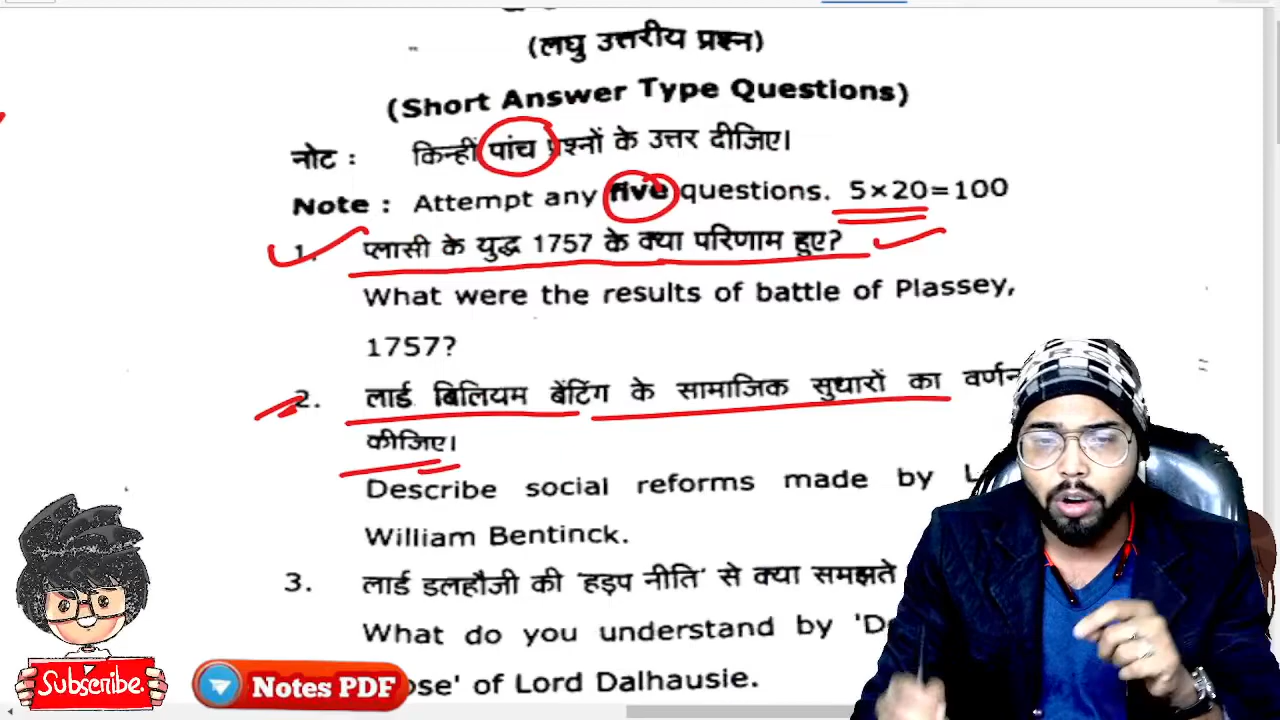 (लघु उत्तरीय प्रश्न)
(Short Answer Type Questions)
नोट : किन्हीं पांच प्रश्नों के उत्तर दीजिए।
Note : Attempt any five questions. 5×20=100
1. प्लासी के युद्ध 1757 के क्या परिणाम हुए?
What were the results of battle of Plassey,
1757?
2. लार्ड विलियम बेंटिंग के सामाजिक सुधारों का वर्णन
कीजिए।
Describe social reforms made by
William Bentinck.
3. लार्ड डलहौजी की 'हड़प नीति' से क्या समझते
What do you understand by
of Lord Dalhausie.
Subscribe.
Notes PDF